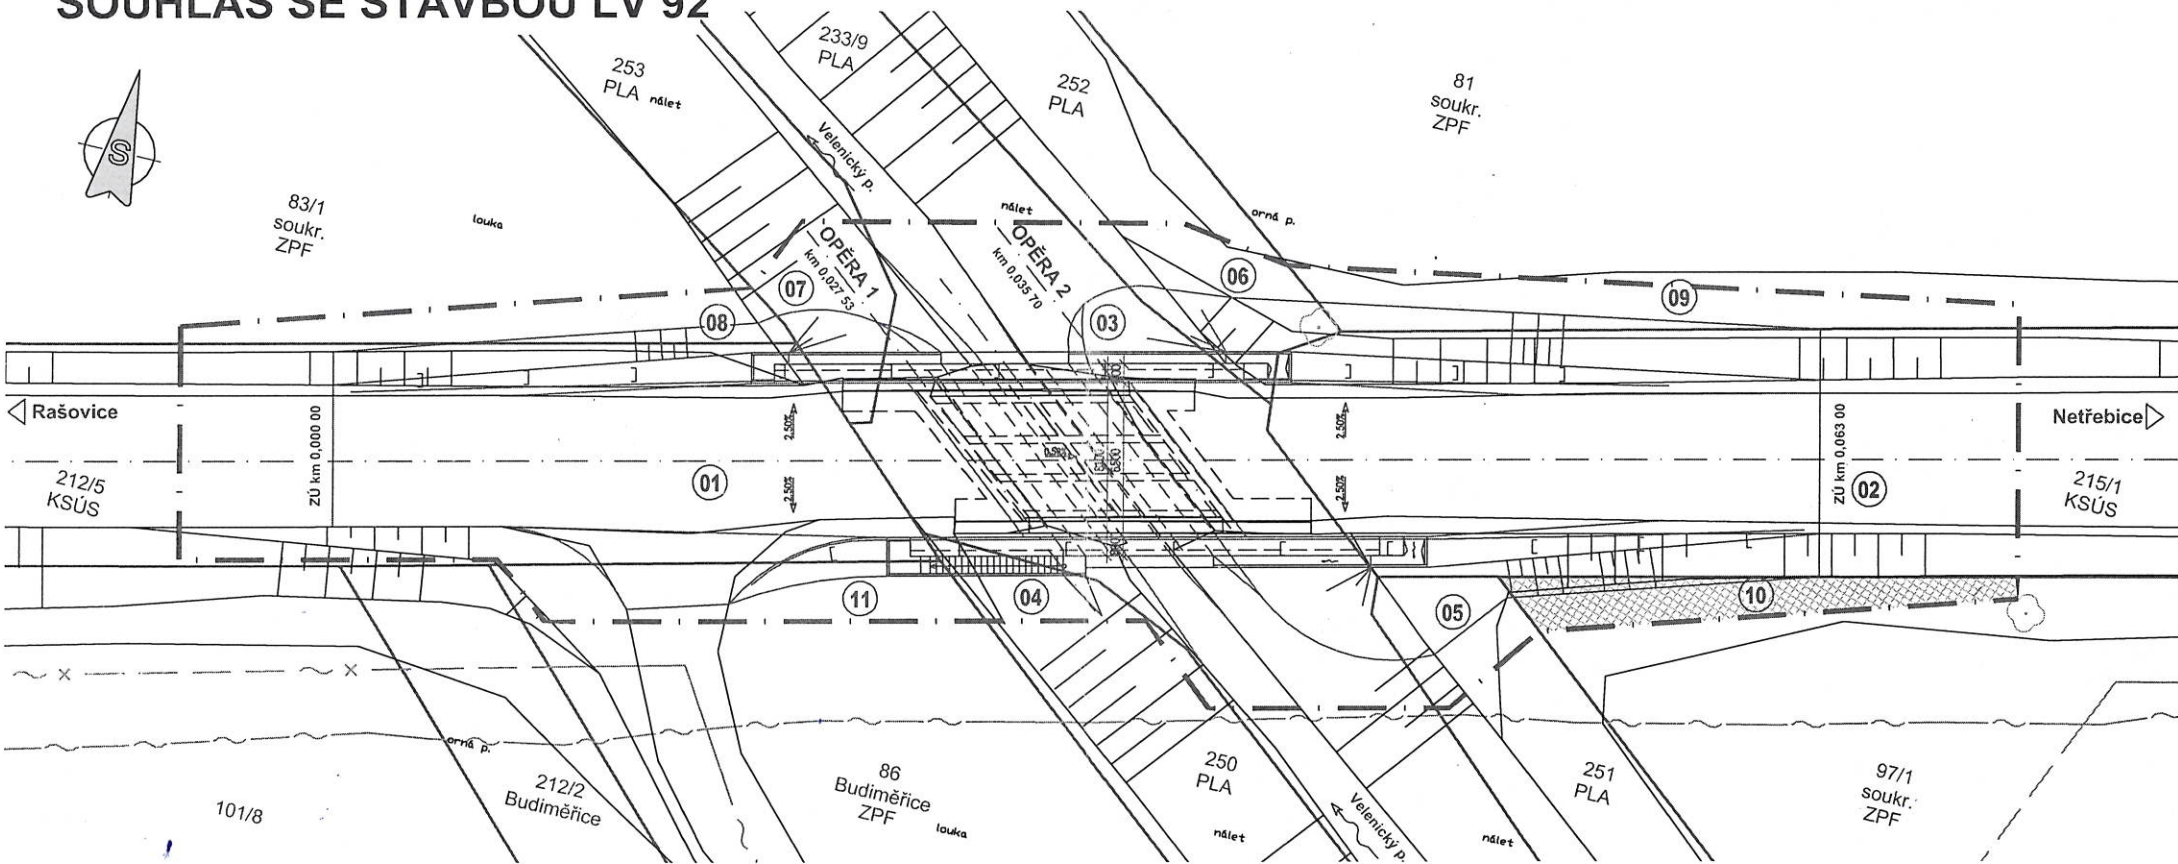 SOUHLAS SE STAVBOU LV 92
233/9
PLA
253
PLA
nálet
252
PLA
81
soukr.
ZPF
S
Velenický p.
83/1
soukr.
ZPF
louka
nálet
orná p.
OPĚRA 1
km 0,027 53
OPĚRA 2
km 0,035 70
06
07
08
03
09
Rašovice
ZÚ km 0,000 00
2.50%
2.50%
2.50%
2.50%
ZÚ km 0,063 00
Netřebice
212/5
KSÚS
01
6500
02
215/1
KSÚS
11
04
05
10
orná p.
101/8
212/2
Budiměřice
86
Budiměřice
ZPF
louka
250
PLA
nálet
Velenický p.
251
PLA
nálet
97/1
soukr.
ZPF